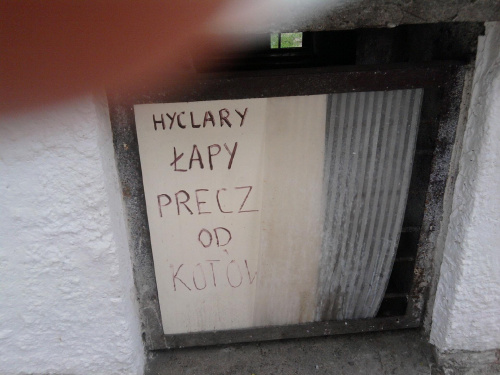 HYCLARY
ŁAPY
PRECZ
OD
KOTÓW